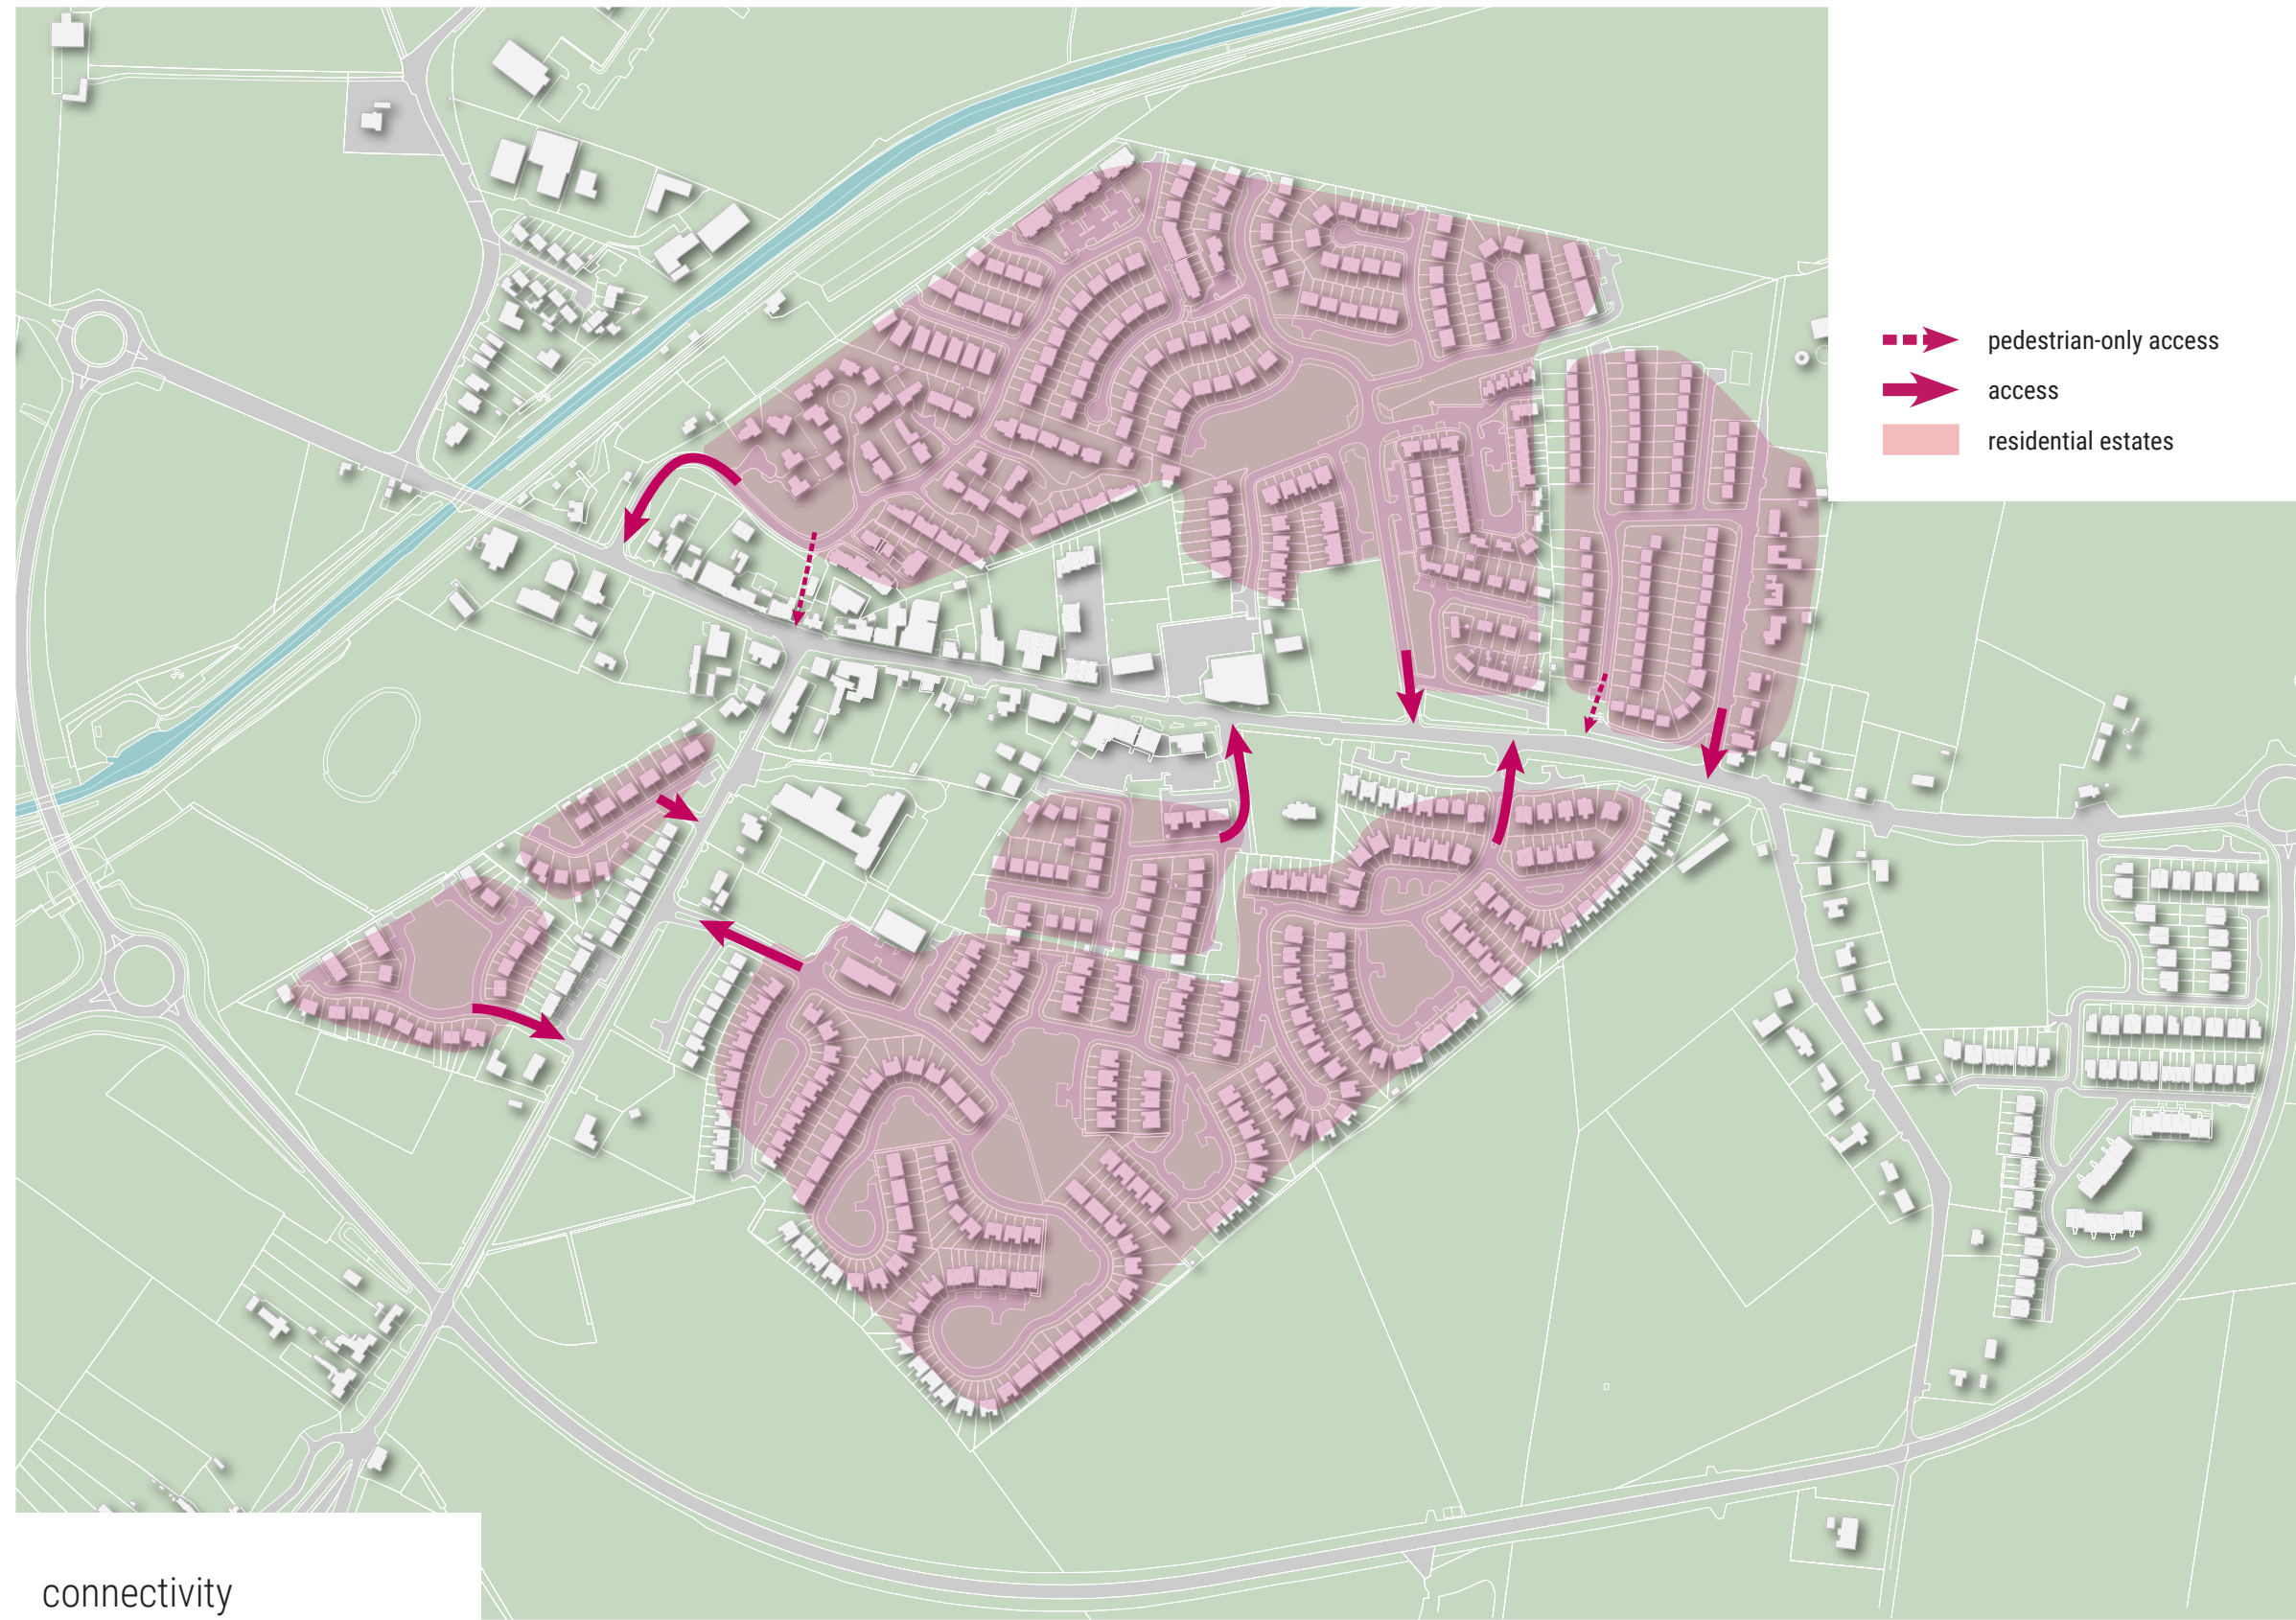 pedestrian-only access
access
residential estates
connectivity